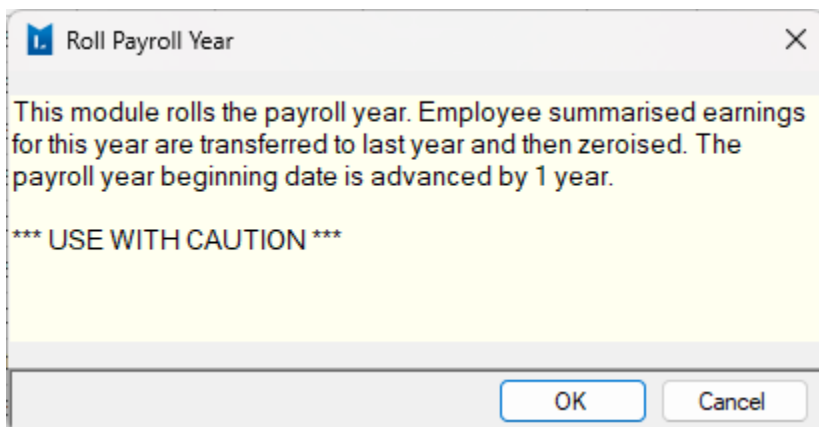 Roll Payroll Year
This module rolls the payroll year. Employee summarised earnings
for this year are transferred to last year and then zeroised. The
payroll year beginning date is advanced by 1 year.
*** USE WITH CAUTION ***
OK Cancel